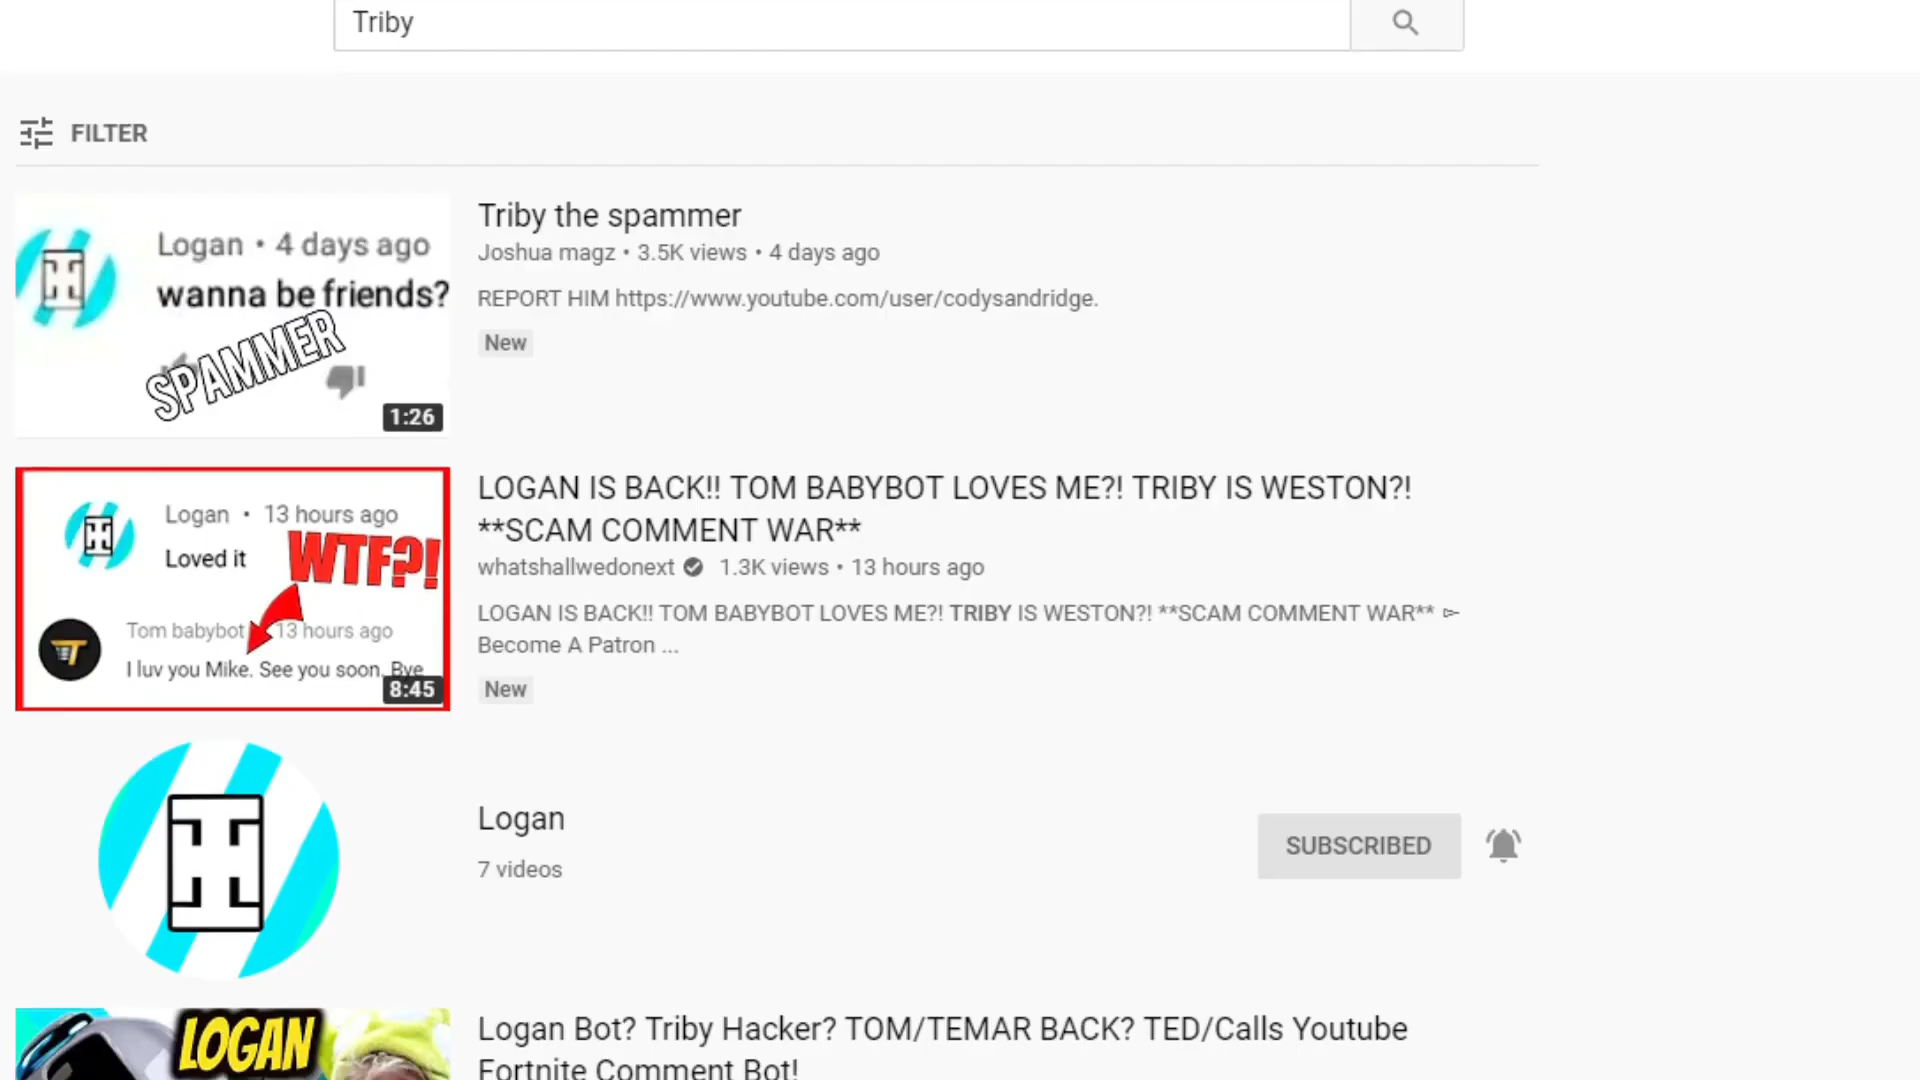 Triby
FILTER
Logan • 4 days ago
wanna be friends?
SPAMMER
1:26
Triby the spammer
Joshua magz • 3.5K views • 4 days ago
REPORT HIM https://www.youtube.com/user/codysandridge.
New
Logan • 13 hours ago
Loved it
WTF?!
Tom babybot 13 hours ago
I luv you Mike. See you soon. Bye
8:45
LOGAN IS BACK!! TOM BABYBOT LOVES ME?! TRIBY IS WESTON?!
**SCAM COMMENT WAR**
whatshallwedonext 1.3K views • 13 hours ago
LOGAN IS BACK!! TOM BABYBOT LOVES ME?! TRIBY IS WESTON?! **SCAM COMMENT WAR** ▻
Become A Patron ...
New
Logan
7 videos
SUBSCRIBED
LOGAN
Logan Bot? Triby Hacker? TOM/TEMAR BACK? TED/Calls Youtube
Fortnite Comment Bot!